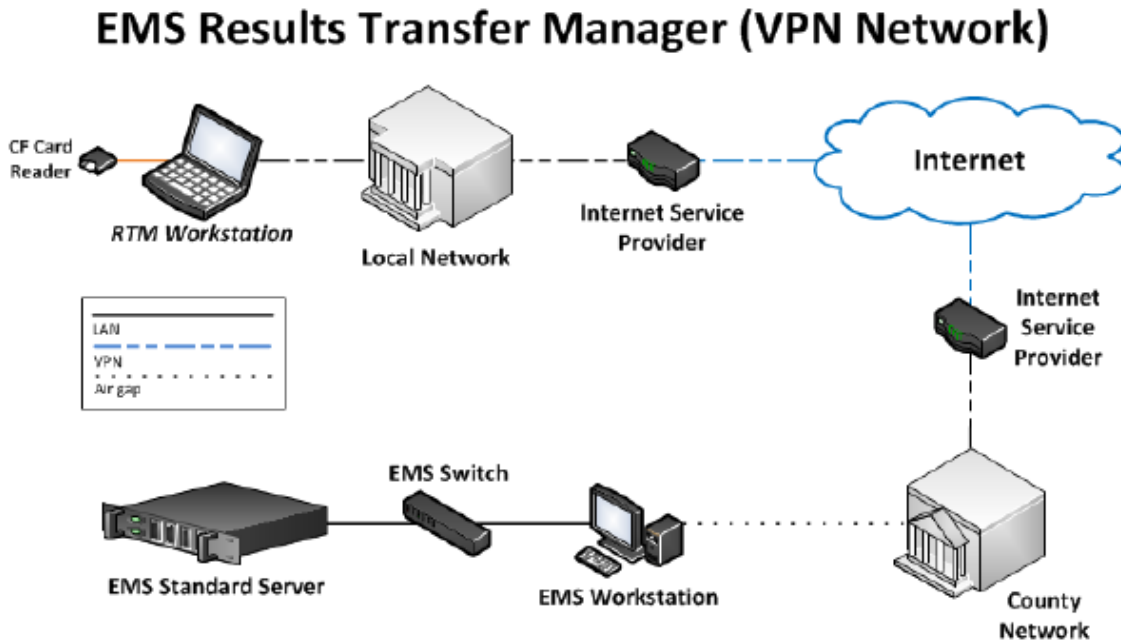 EMS Results Transfer Manager (VPN Network)
CF Card
Reader
RTM Workstation
Local Network
Internet Service
Provider
Internet
Internet
Service
Provider
LAN
VPN
Air gap
EMS Switch
EMS Standard Server
EMS Workstation
County
Network